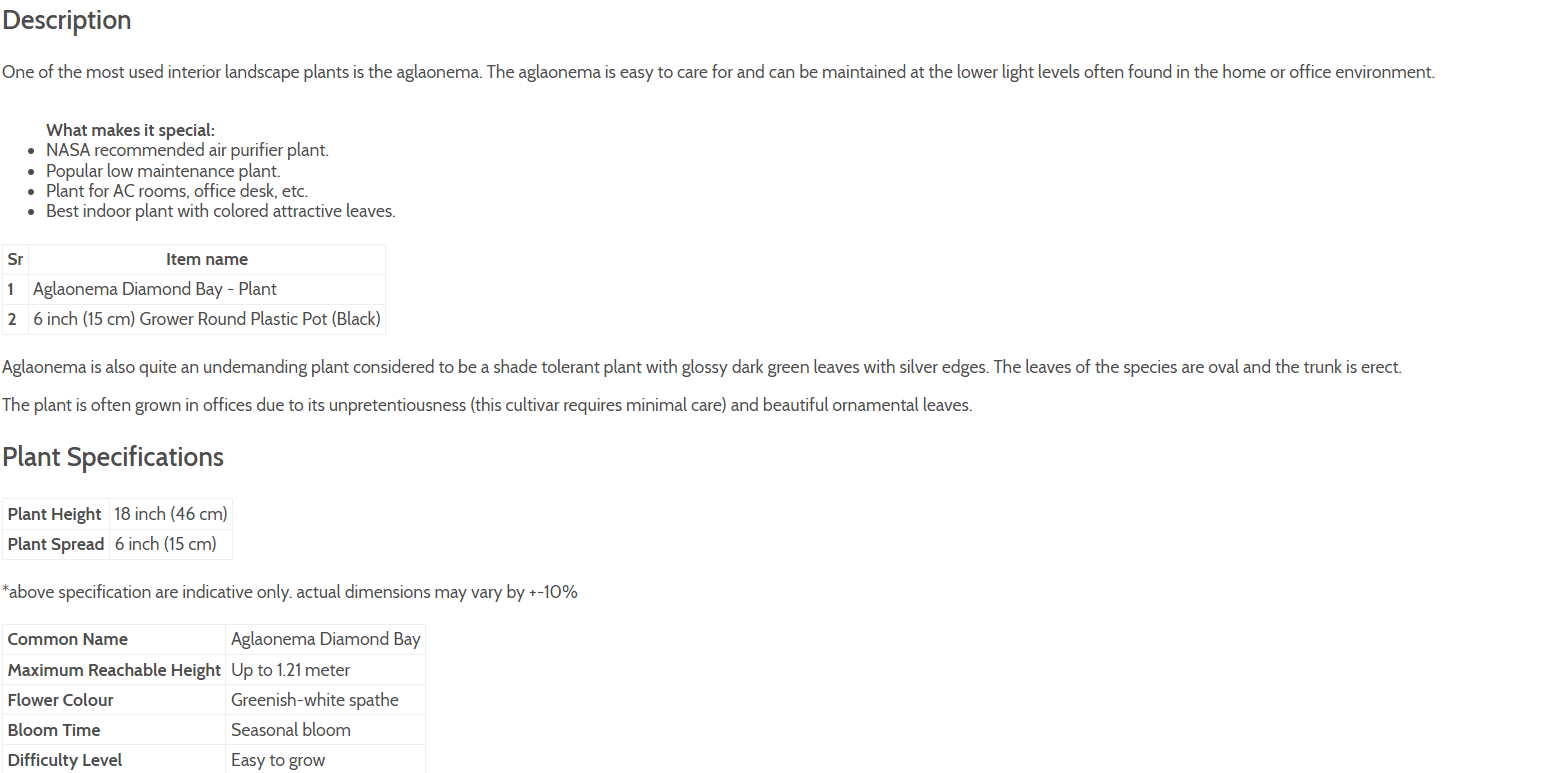 Description
One of the most used interior landscape plants is the aglaonema. The aglaonema is easy to care for and can be maintained at the lower light levels often found in the home or office environment.
What makes it special:
NASA recommended air purifier plant.
Popular low maintenance plant.
Plant for AC rooms, office desk, etc.
Best indoor plant with colored attractive leaves.
Sr Item name
1 Aglaonema Diamond Bay - Plant
2 6 inch (15 cm) Grower Round Plastic Pot (Black)
Aglaonema is also quite an undemanding plant considered to be a shade tolerant plant with glossy dark green leaves with silver edges. The leaves of the species are oval and the trunk is erect.
The plant is often grown in offices due to its unpretentiousness (this cultivar requires minimal care) and beautiful ornamental leaves.
Plant Specifications
Plant Height 18 inch (46 cm)
Plant Spread 6 inch (15 cm)
*above specification are indicative only. actual dimensions may vary by +-10%
Common Name Aglaonema Diamond Bay
Maximum Reachable Height Up to 1.21 meter
Flower Colour Greenish-white spathe
Bloom Time Seasonal bloom
Difficulty Level Easy to grow